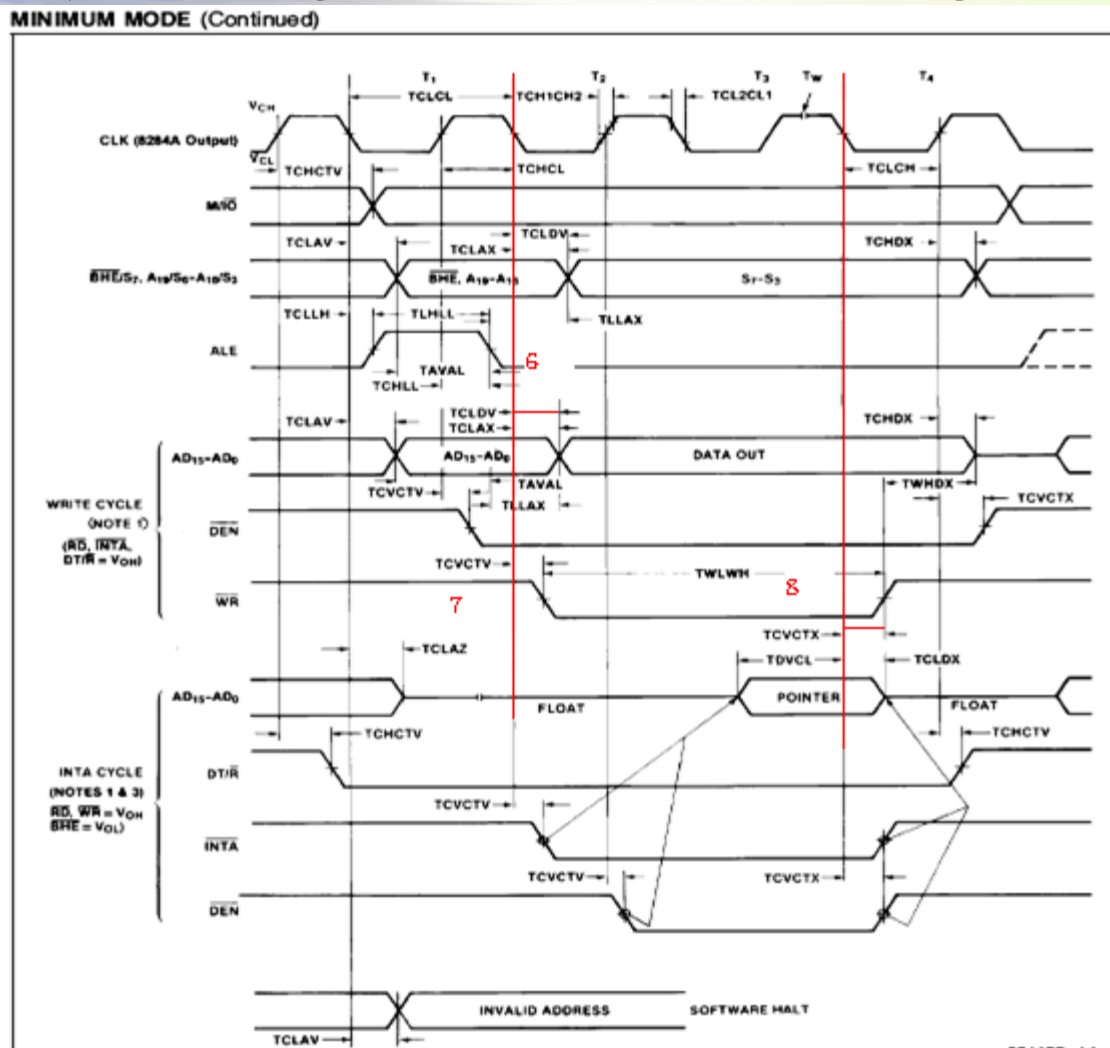 MINIMUM MODE (Continued)
T1 T2 T3 TW T4
TCLCL TCH1CH2 TCL2CL1
VCH
CLK (8284A Output)
VCL
TCHCTV TCHCL TCLCH
M/IO
TCLDV
TCLAV TCLAX TCHDX
BHE/S7, A19/S6-A16/S3 BHE, A19-A16 S7-S3
TCLLH TLHLL TLLAX
ALE 6
TAVAL
TCHLL
TCLDV
TCLAV TCLAX TCHDX
AD15-AD0 AD15-AD0 DATA OUT
TAVAL TWHDX
TCVCTV TLLAX TCVCTX
WRITE CYCLE
(NOTE 1)
DEN
(RD, INTA,
DT/R = VOH)
TCVCTV TWLWH
WR 7 8
TCVCTX
TCLAZ TDVCL TCLDX
AD15-AD0 FLOAT POINTER FLOAT
TCHCTV TCHCTV
INTA CYCLE
(NOTES 1 & 3)
DT/R
RD, WR = VOH
BHE = VOL)
TCVCTV
INTA
TCVCTV TCVCTX
DEN
INVALID ADDRESS SOFTWARE HALT
TCLAV